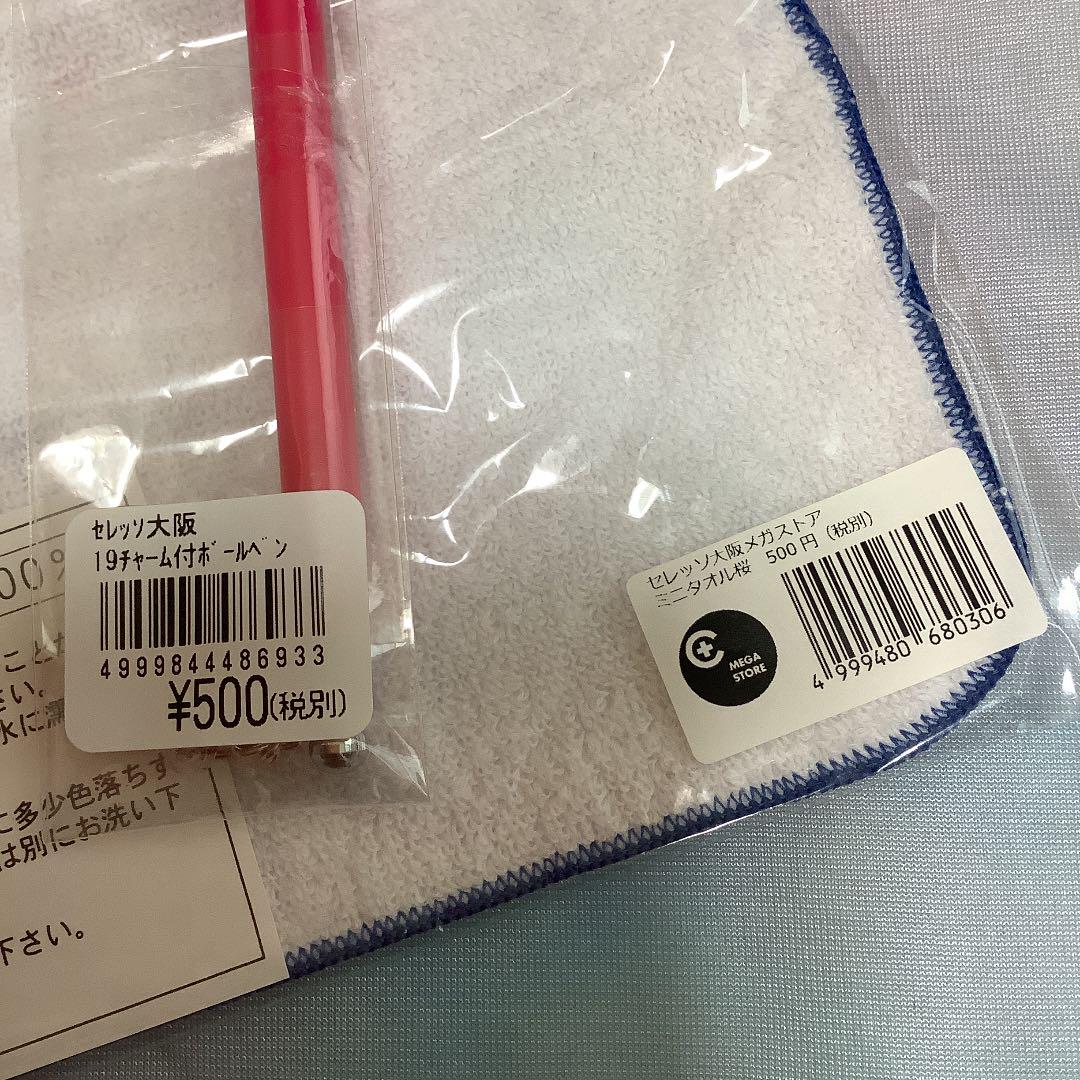 ｾﾚｯｿ大阪
19ﾁｬｰﾑ付ﾎﾞｰﾙﾍﾟﾝ
4999844486933
¥500(税別)
セレッソ大阪メガストア
ミニタオル桜 500円(税別)
MEGA
STORE
4 999480 680306
00%
こと
さい。
水に濡
に多少色落ちす
は別にお洗い下
下さい。